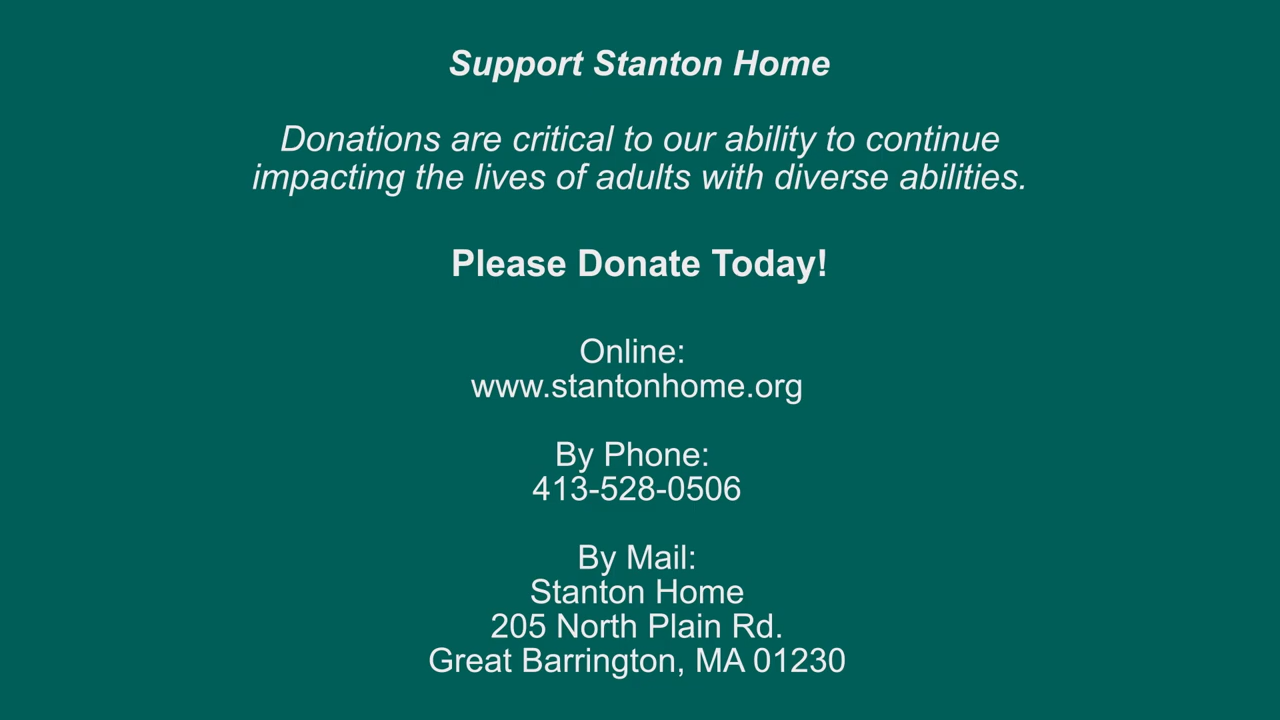 Support Stanton Home
Donations are critical to our ability to continue
impacting the lives of adults with diverse abilities.
Please Donate Today!
Online:
www.stantonhome.org
By Phone:
413-528-0506
By Mail:
Stanton Home
205 North Plain Rd.
Great Barrington, MA 01230